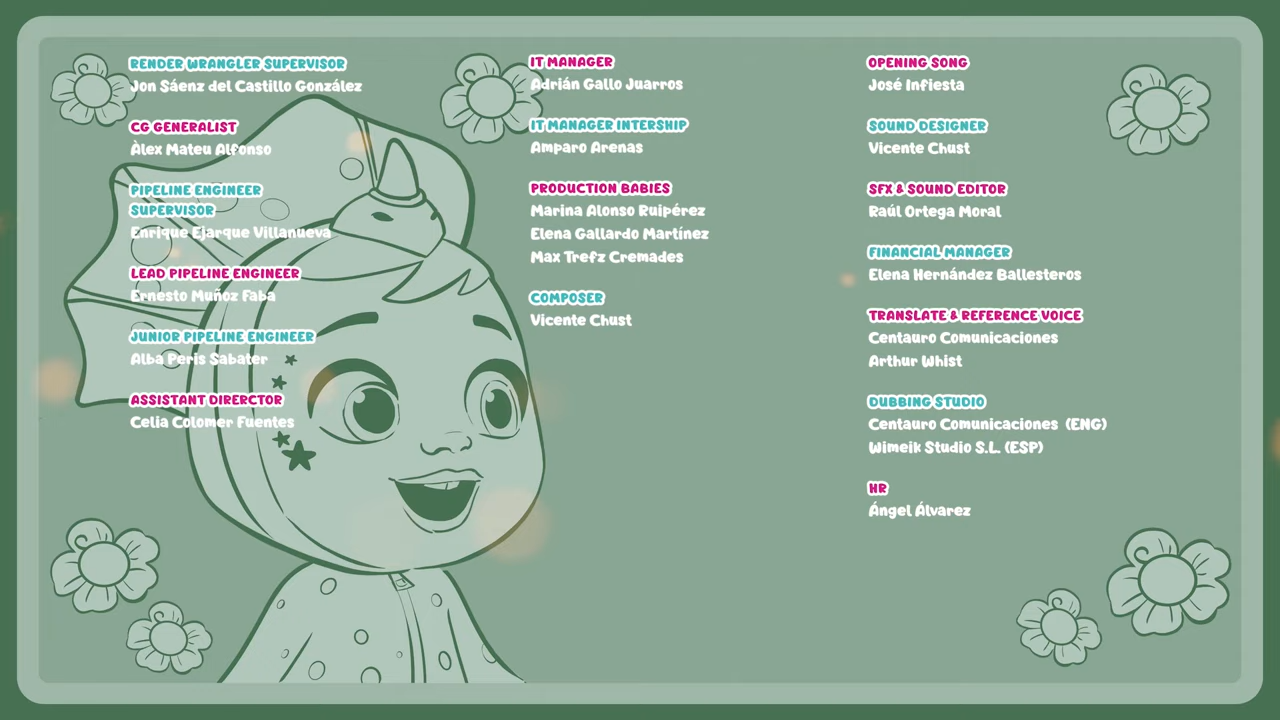 RENDER WRANGLER SUPERVISOR
Jon Sáenz del Castillo González
CG GENERALIST
Àlex Mateu Alfonso
PIPELINE ENGINEER
SUPERVISOR
Enrique Ejarque Villanueva
LEAD PIPELINE ENGINEER
Ernesto Muñoz Faba
JUNIOR PIPELINE ENGINEER
Alba Peris Sabater
ASSISTANT DIRERCTOR
Celia Colomer Fuentes
IT MANAGER
Adrián Gallo Juarros
IT MANAGER INTERSHIP
Amparo Arenas
PRODUCTION BABIES
Marina Alonso Ruipérez
Elena Gallardo Martínez
Max Trefz Cremades
COMPOSER
Vicente Chust
OPENING SONG
José Infiesta
SOUND DESIGNER
Vicente Chust
SFX & SOUND EDITOR
Raúl Ortega Moral
FINANCIAL MANAGER
Elena Hernández Ballesteros
TRANSLATE & REFERENCE VOICE
Centauro Comunicaciones
Arthur Whist
DUBBING STUDIO
Centauro Comunicaciones (ENG)
Wimeik Studio S.L. (ESP)
HR
Ángel Álvarez